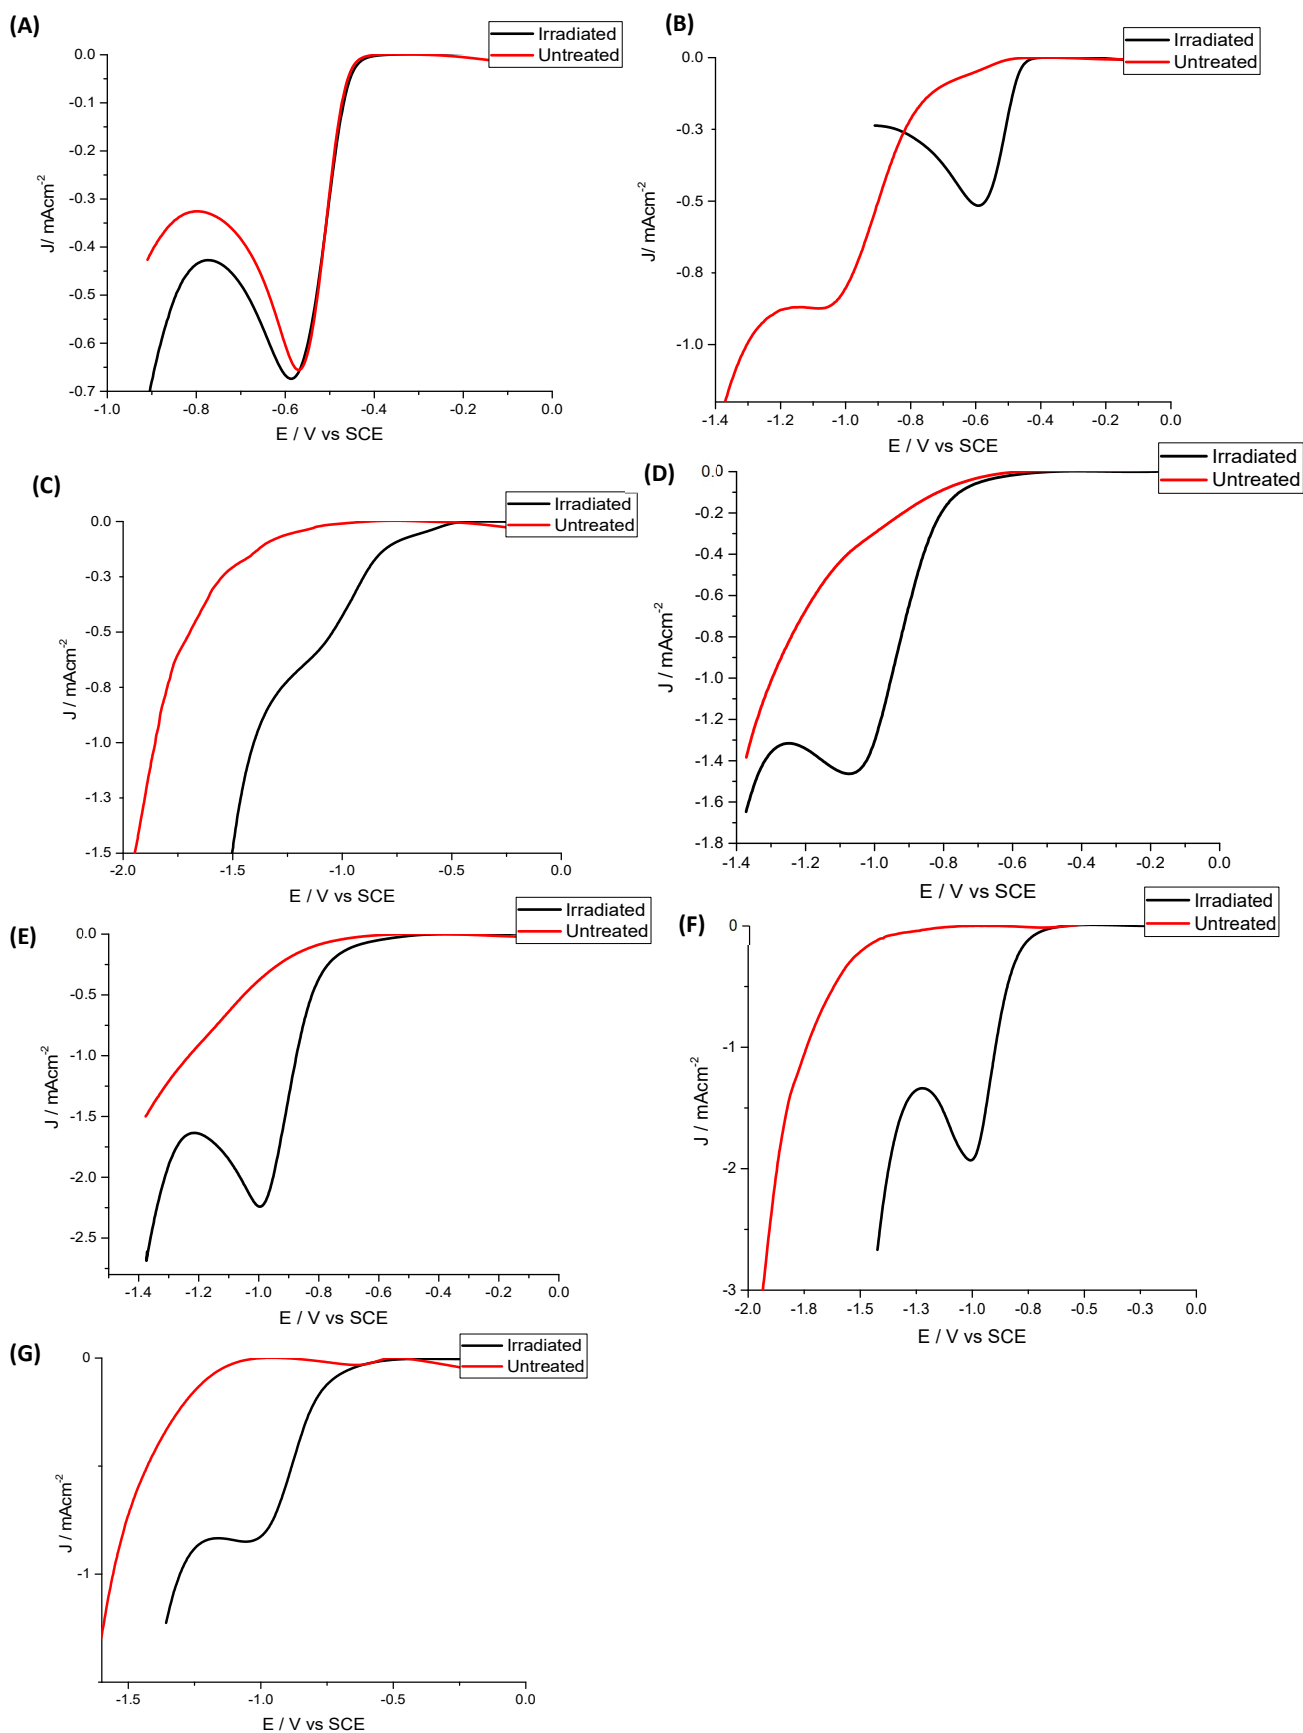 (A)
Irradiated
Untreated
0.0
-0.1
-0.2
-0.3
-0.4
-0.5
-0.6
-0.7
J/ mAcm-2
-1.0 -0.8 -0.6 -0.4 -0.2 0.0
E / V vs SCE
(B)
Irradiated
Untreated
0.0
-0.3
-0.5
-0.8
-1.0
J/ mAcm-2
-1.4 -1.2 -1.0 -0.8 -0.6 -0.4 -0.2 0.0
E / V vs SCE
(C)
Irradiated
Untreated
0.0
-0.3
-0.5
-0.8
-1.0
-1.3
-1.5
J / mAcm-2
-2.0 -1.5 -1.0 -0.5 0.0
E / V vs SCE
(D)
Irradiated
Untreated
0.0
-0.2
-0.4
-0.6
-0.8
-1.0
-1.2
-1.4
-1.6
-1.8
J / mAcm-2
-1.4 -1.2 -1.0 -0.8 -0.6 -0.4 -0.2 0.0
E / V vs SCE
(E)
Irradiated
Untreated
0.0
-0.5
-1.0
-1.5
-2.0
-2.5
J / mAcm-2
-1.4 -1.2 -1.0 -0.8 -0.6 -0.4 -0.2 0.0
E / V vs SCE
(F)
Irradiated
Untreated
0
-1
-2
-3
J / mAcm-2
-2.0 -1.8 -1.5 -1.3 -1.0 -0.8 -0.5 -0.3 0.0
E / V vs SCE
(G)
Irradiated
Untreated
0
-1
J / mAcm-2
-1.5 -1.0 -0.5 0.0
E / V vs SCE